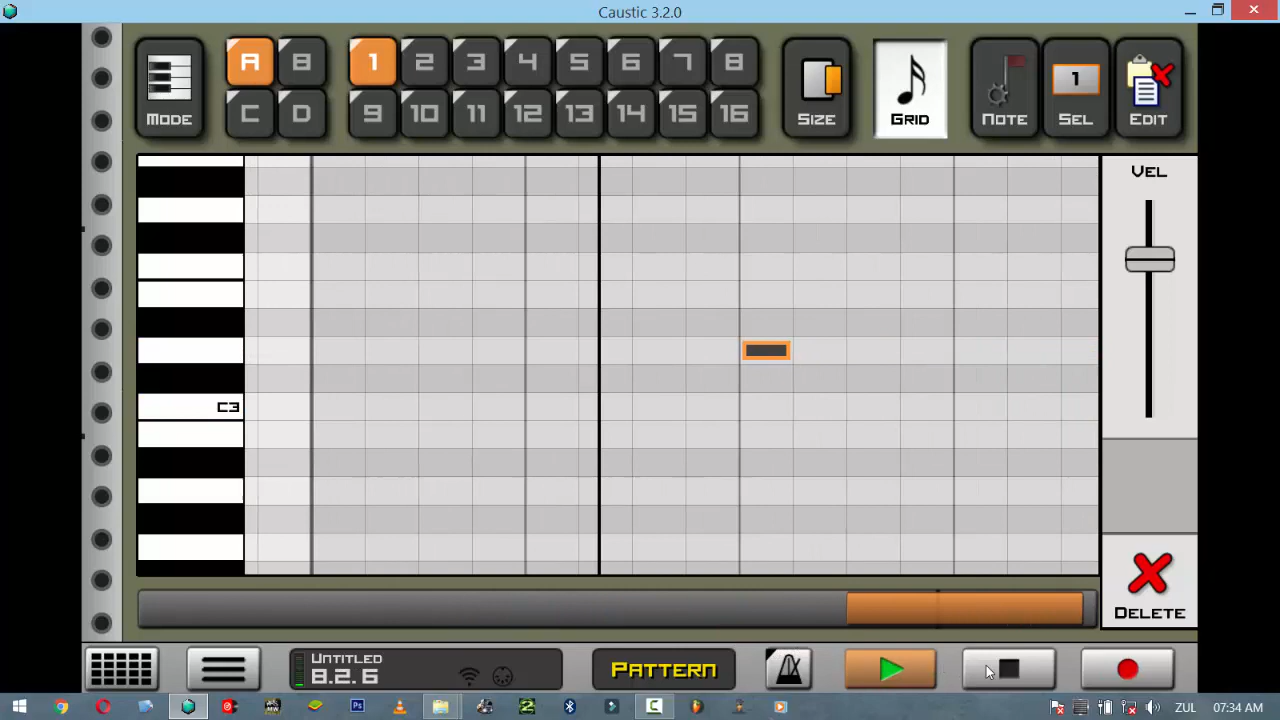 Caustic 3.2.0
MODE
A B
C D
1 2 3 4 5 6 7 8
9 10 11 12 13 14 15 16
SIZE
GRID
NOTE
1
SEL
EDIT
VEL
C3
DELETE
UNTITLED
8.2.6
PATTERN
ZUL 07:34 AM